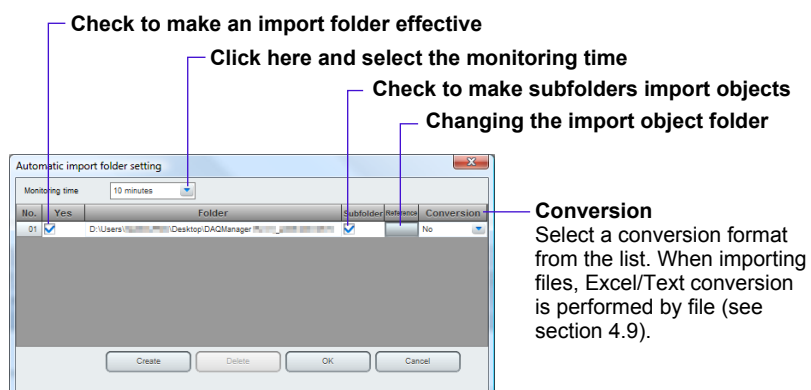 Check to make an import folder effective
Click here and select the monitoring time
Check to make subfolders import objects
Changing the import object folder
Automatic import folder setting
Monitoring time 10 minutes
No. Yes Folder Subfolder Reference Conversion
01 D:\Users\ \Desktop\DAQManager No
Create Delete OK Cancel
Conversion
Select a conversion format
from the list. When importing
files, Excel/Text conversion
is performed by file (see
section 4.9).